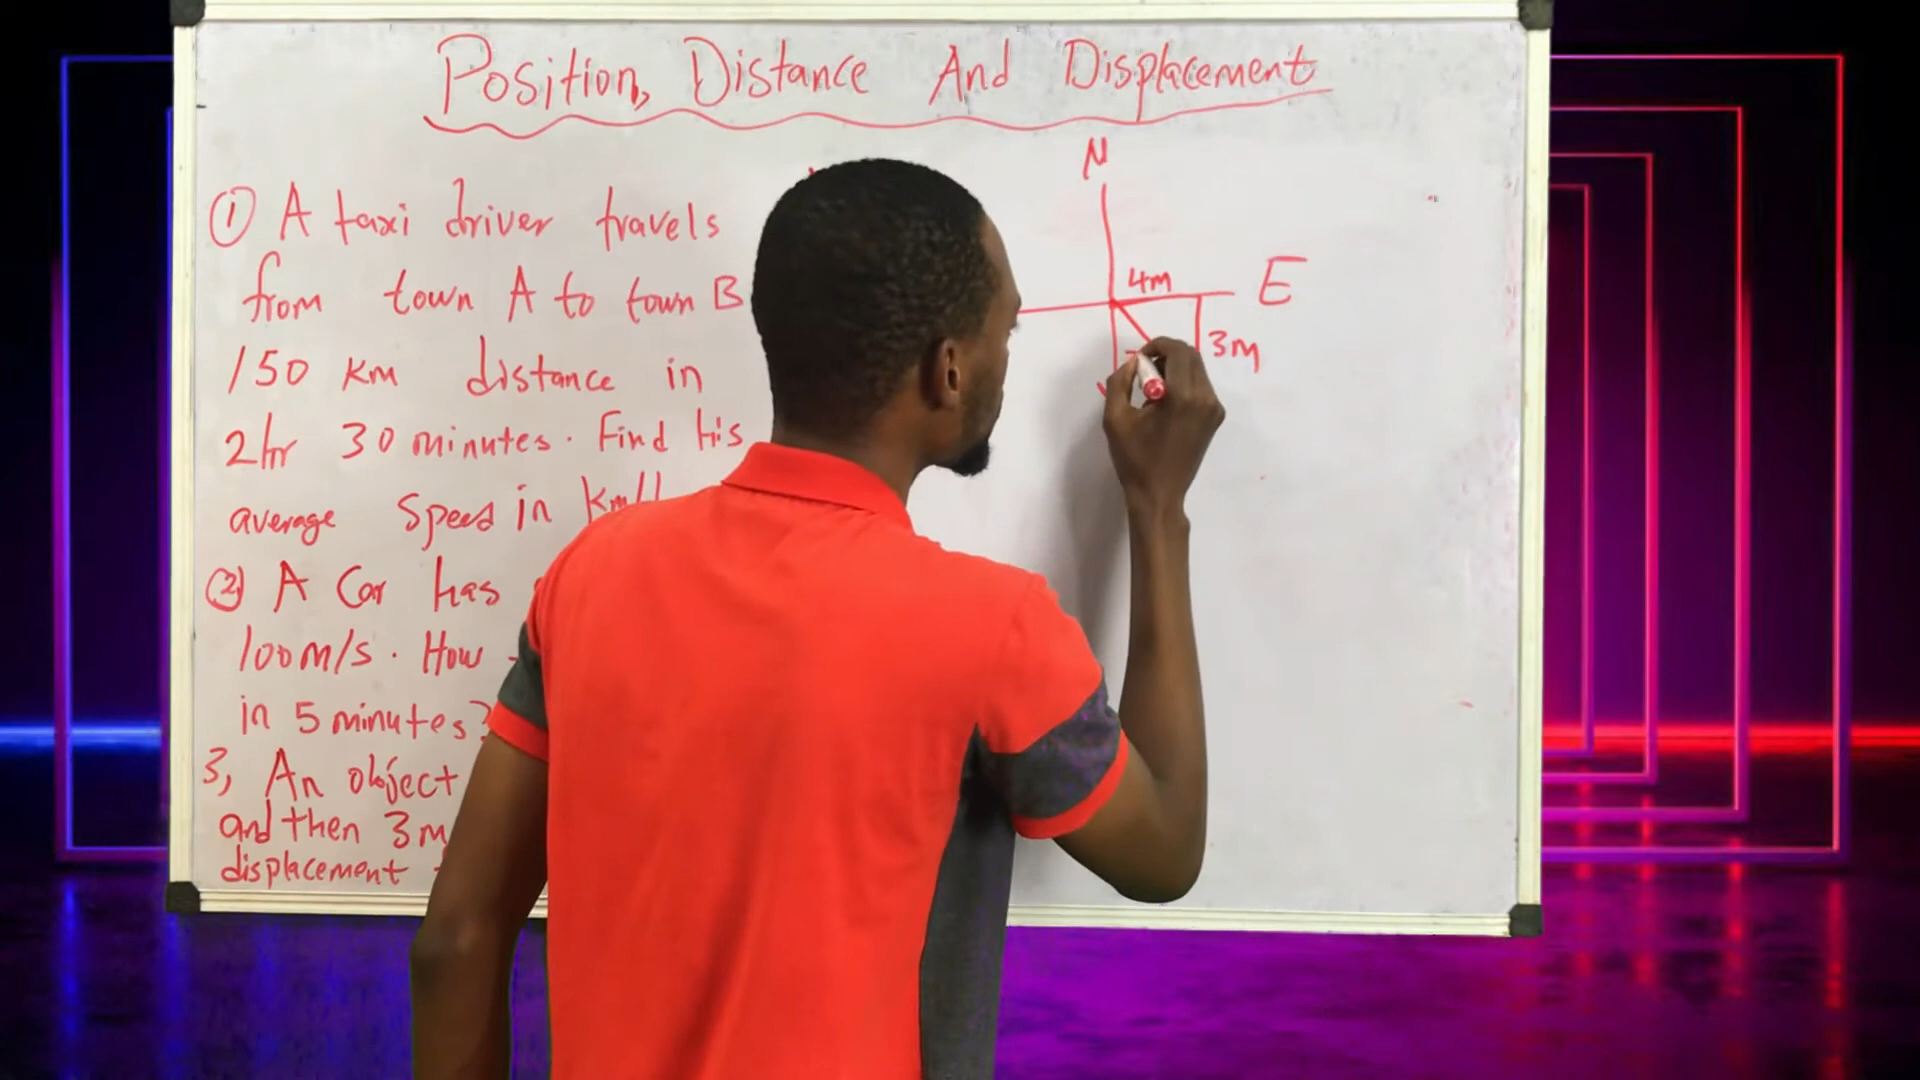 Position, Distance And Displacement
① A taxi driver travels
from town A to town B
150 km distance in
2hr 30 minutes. Find his
average Speed in
② A Car has
100m/s. How
in 5 minutes?
3, An object
and then 3m
displacement
N
4m
E
3m